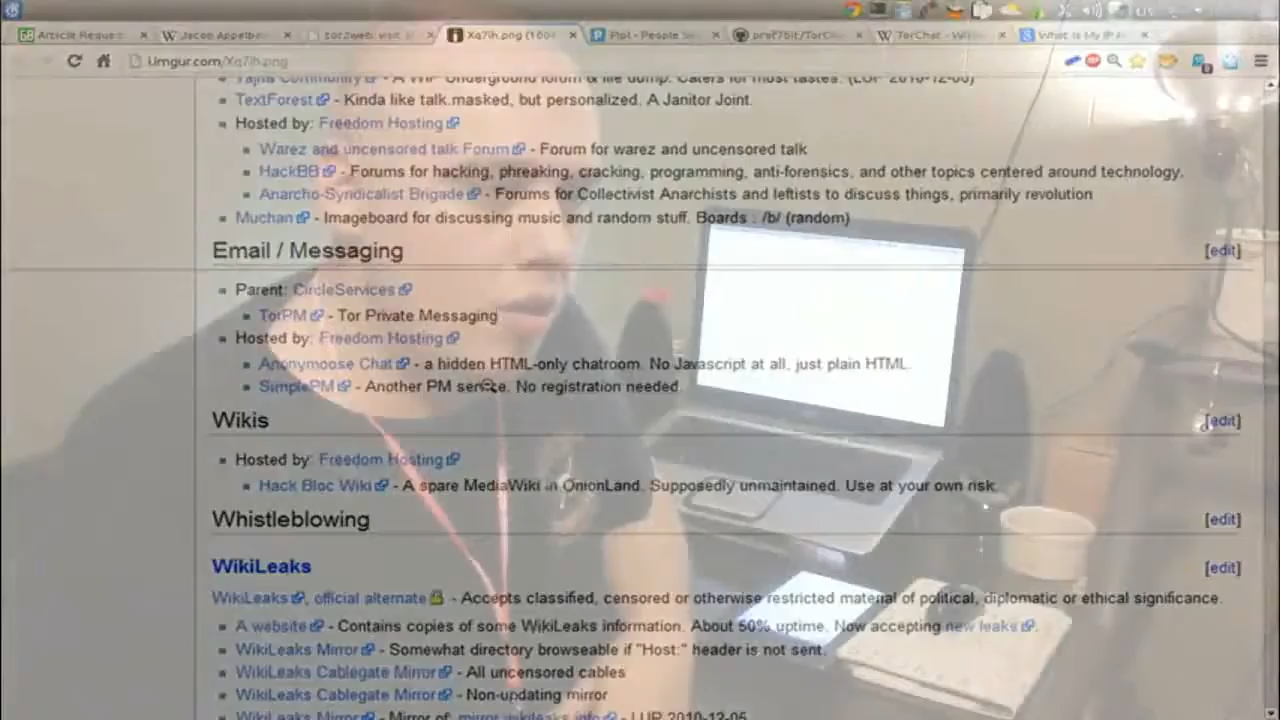 Article Reques
Jacob Appelba
tor2web: visit
Xq7ih.png (100
Plpt - People S
prof7bit/TorC
TorChat - Wiki
What Is My IP A
i.imgur.com/Xq7ih.png
Underground forum & file dump. Caters for most tastes. (LUP 2010-12-06)
TextForest - Kinda like talk.masked, but personalized. A Janitor Joint.
Hosted by: Freedom Hosting
Warez and uncensored talk Forum - Forum for warez and uncensored talk
HackBB - Forums for hacking, phreaking, cracking, programming, anti-forensics, and other topics centered around technology.
Anarcho-Syndicalist Brigade - Forums for Collectivist Anarchists and leftists to discuss things, primarily revolution
Muchan - Imageboard for discussing music and random stuff. Boards : /b/ (random)
Email / Messaging [edit]
Parent: CircleServices
TorPM - Tor Private Messaging
Hosted by: Freedom Hosting
Anonymoose Chat - a hidden HTML-only chatroom. No Javascript at all, just plain HTML.
SimplePM - Another PM service. No registration needed.
Wikis [edit]
Hosted by: Freedom Hosting
Hack Bloc Wiki - A spare MediaWiki in OnionLand. Supposedly unmaintained. Use at your own risk.
Whistleblowing [edit]
WikiLeaks [edit]
WikiLeaks, official alternate - Accepts classified, censored or otherwise restricted material of political, diplomatic or ethical significance.
A website - Contains copies of some WikiLeaks information. About 50% uptime. Now accepting new leaks.
WikiLeaks Mirror - Somewhat directory browseable if "Host:" header is not sent.
WikiLeaks Cablegate Mirror - All uncensored cables
WikiLeaks Cablegate Mirror - Non-updating mirror
WikiLeaks Mirror - Mirror of: mirror.wikileaks.info - LUP 2010-12-05